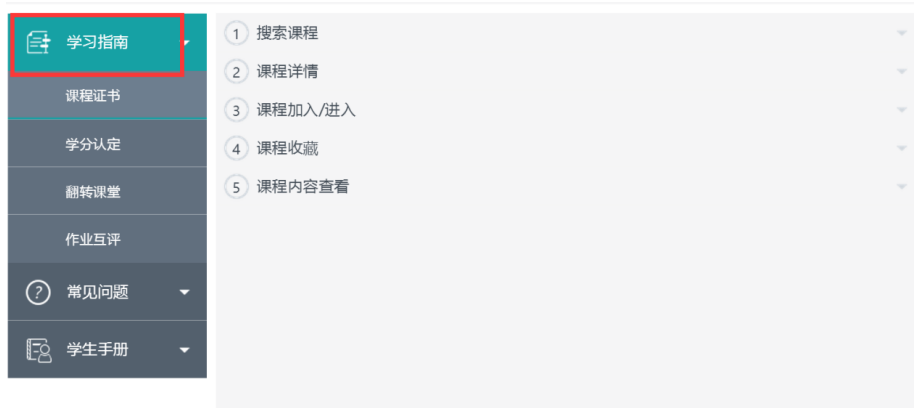 学习指南
课程证书
学分认定
翻转课堂
作业互评
? 常见问题
学生手册
1 搜索课程
2 课程详情
3 课程加入/进入
4 课程收藏
5 课程内容查看